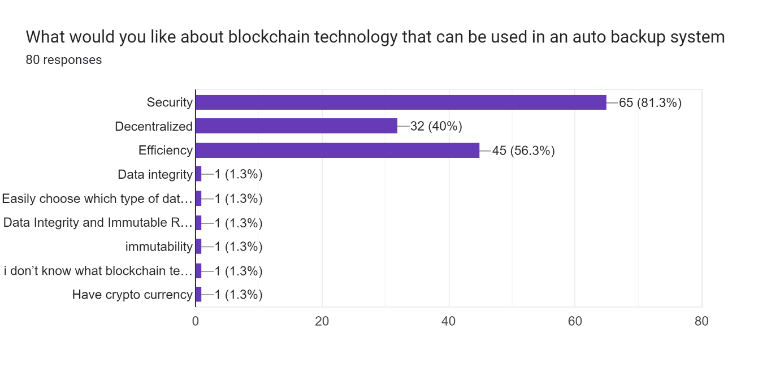 What would you like about blockchain technology that can be used in an auto backup system
80 responses
Security 65 (81.3%)
Decentralized 32 (40%)
Efficiency 45 (56.3%)
Data integrity 1 (1.3%)
Easily choose which type of dat... 1 (1.3%)
Data Integrity and Immutable R... 1 (1.3%)
immutability 1 (1.3%)
i don’t know what blockchain te... 1 (1.3%)
Have crypto currency 1 (1.3%)
0 20 40 60 80